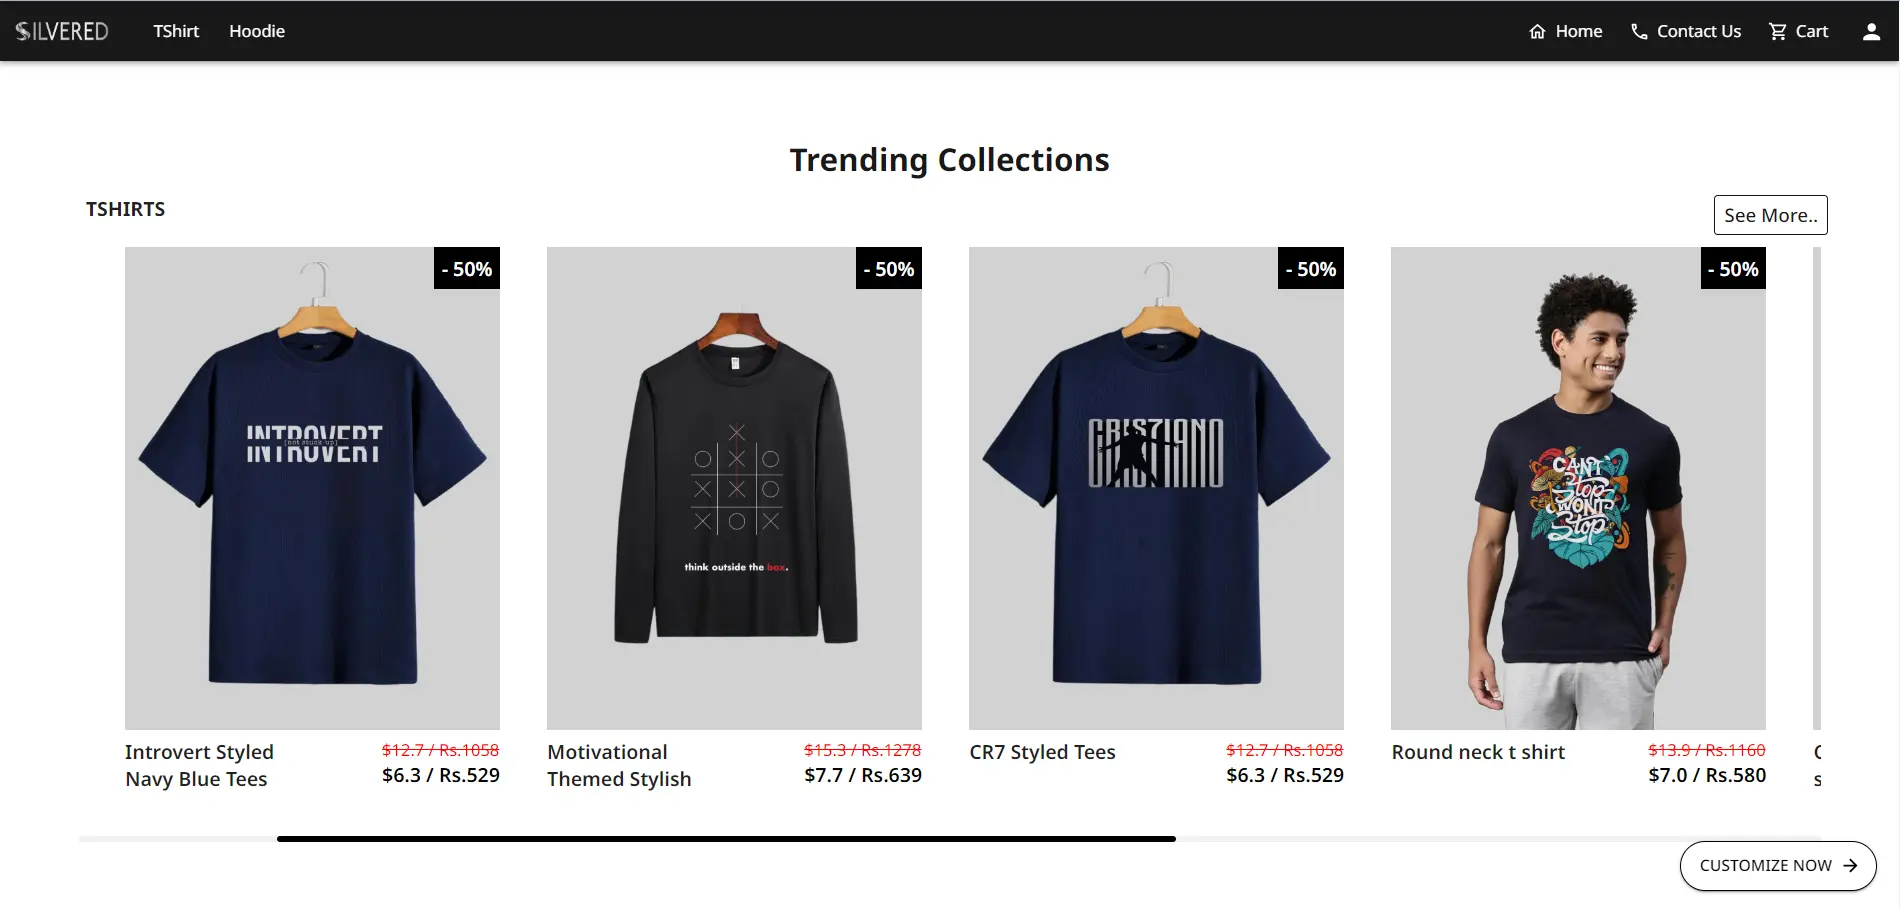 SILVERED
TShirt
Hoodie
Home
Contact Us
Cart
Trending Collections
TSHIRTS
See More..
- 50%
- 50%
- 50%
- 50%
INTROVERT
[not stuck up]
think outside the box.
CRIS7IANO
CAN'T
Stop
WON'T
Stop
Introvert Styled
Navy Blue Tees
$12.7 / Rs.1058
$6.3 / Rs.529
Motivational
Themed Stylish
$15.3 / Rs.1278
$7.7 / Rs.639
CR7 Styled Tees
$12.7 / Rs.1058
$6.3 / Rs.529
Round neck t shirt
$13.9 / Rs.1160
$7.0 / Rs.580
CUSTOMIZE NOW